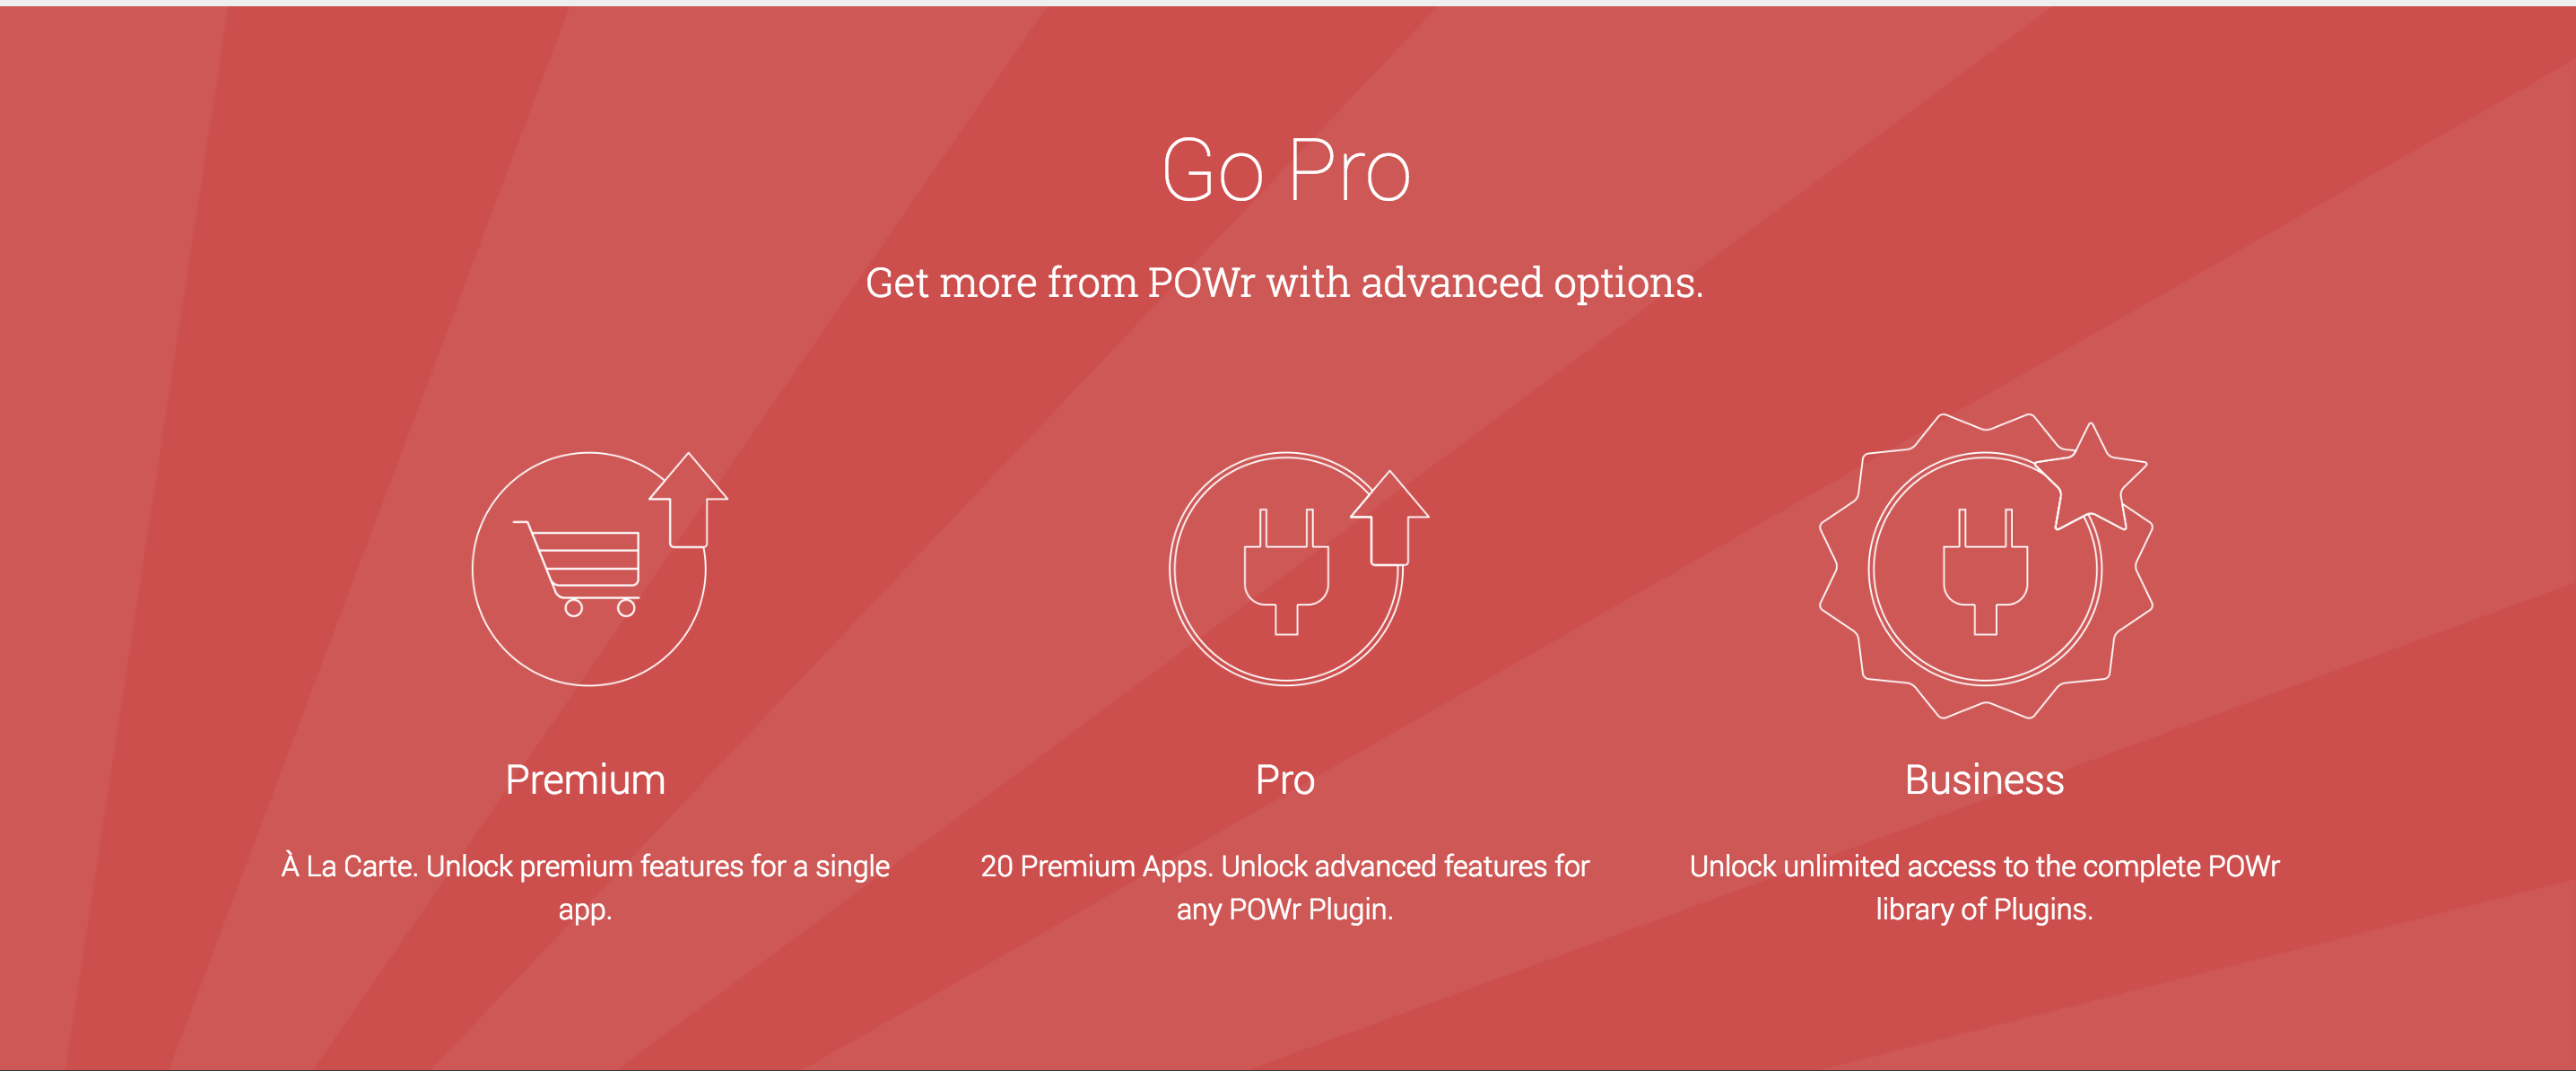 Go Pro
Get more from POWr with advanced options.
Premium
À La Carte. Unlock premium features for a single
app.
Pro
20 Premium Apps. Unlock advanced features for
any POWr Plugin.
Business
Unlock unlimited access to the complete POWr
library of Plugins.